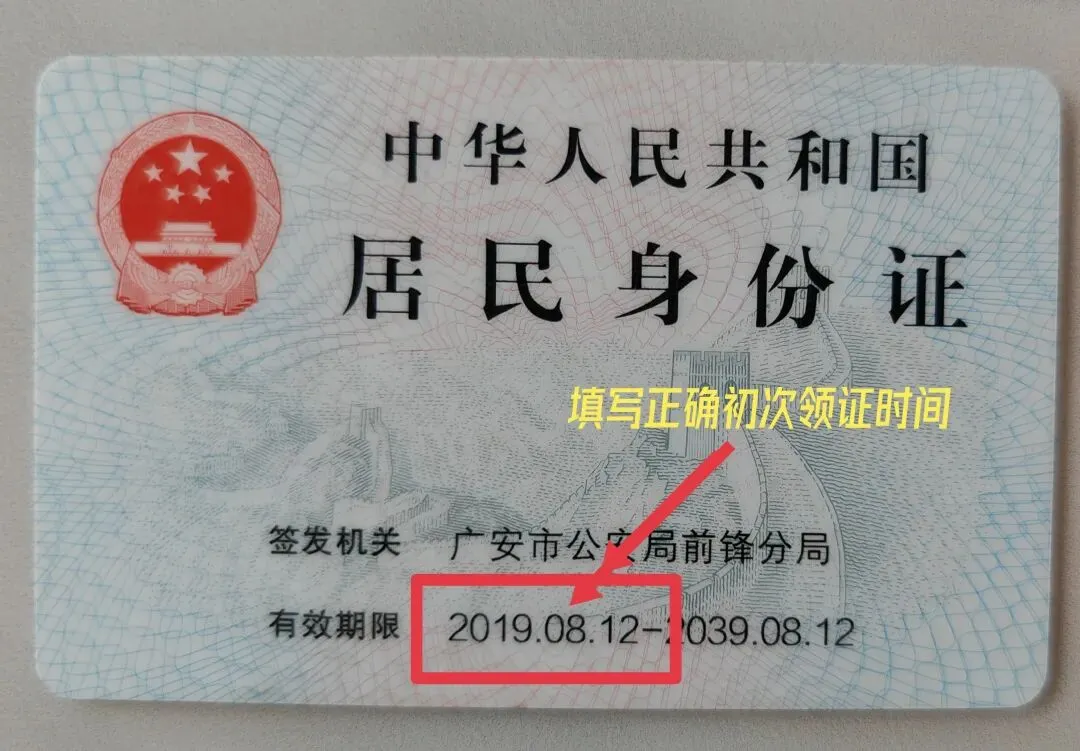 中华人民共和国
居民身份证
填写正确初次领证时间
签发机关 广安市公安局前锋分局
有效期限 2019.08.12-2039.08.12